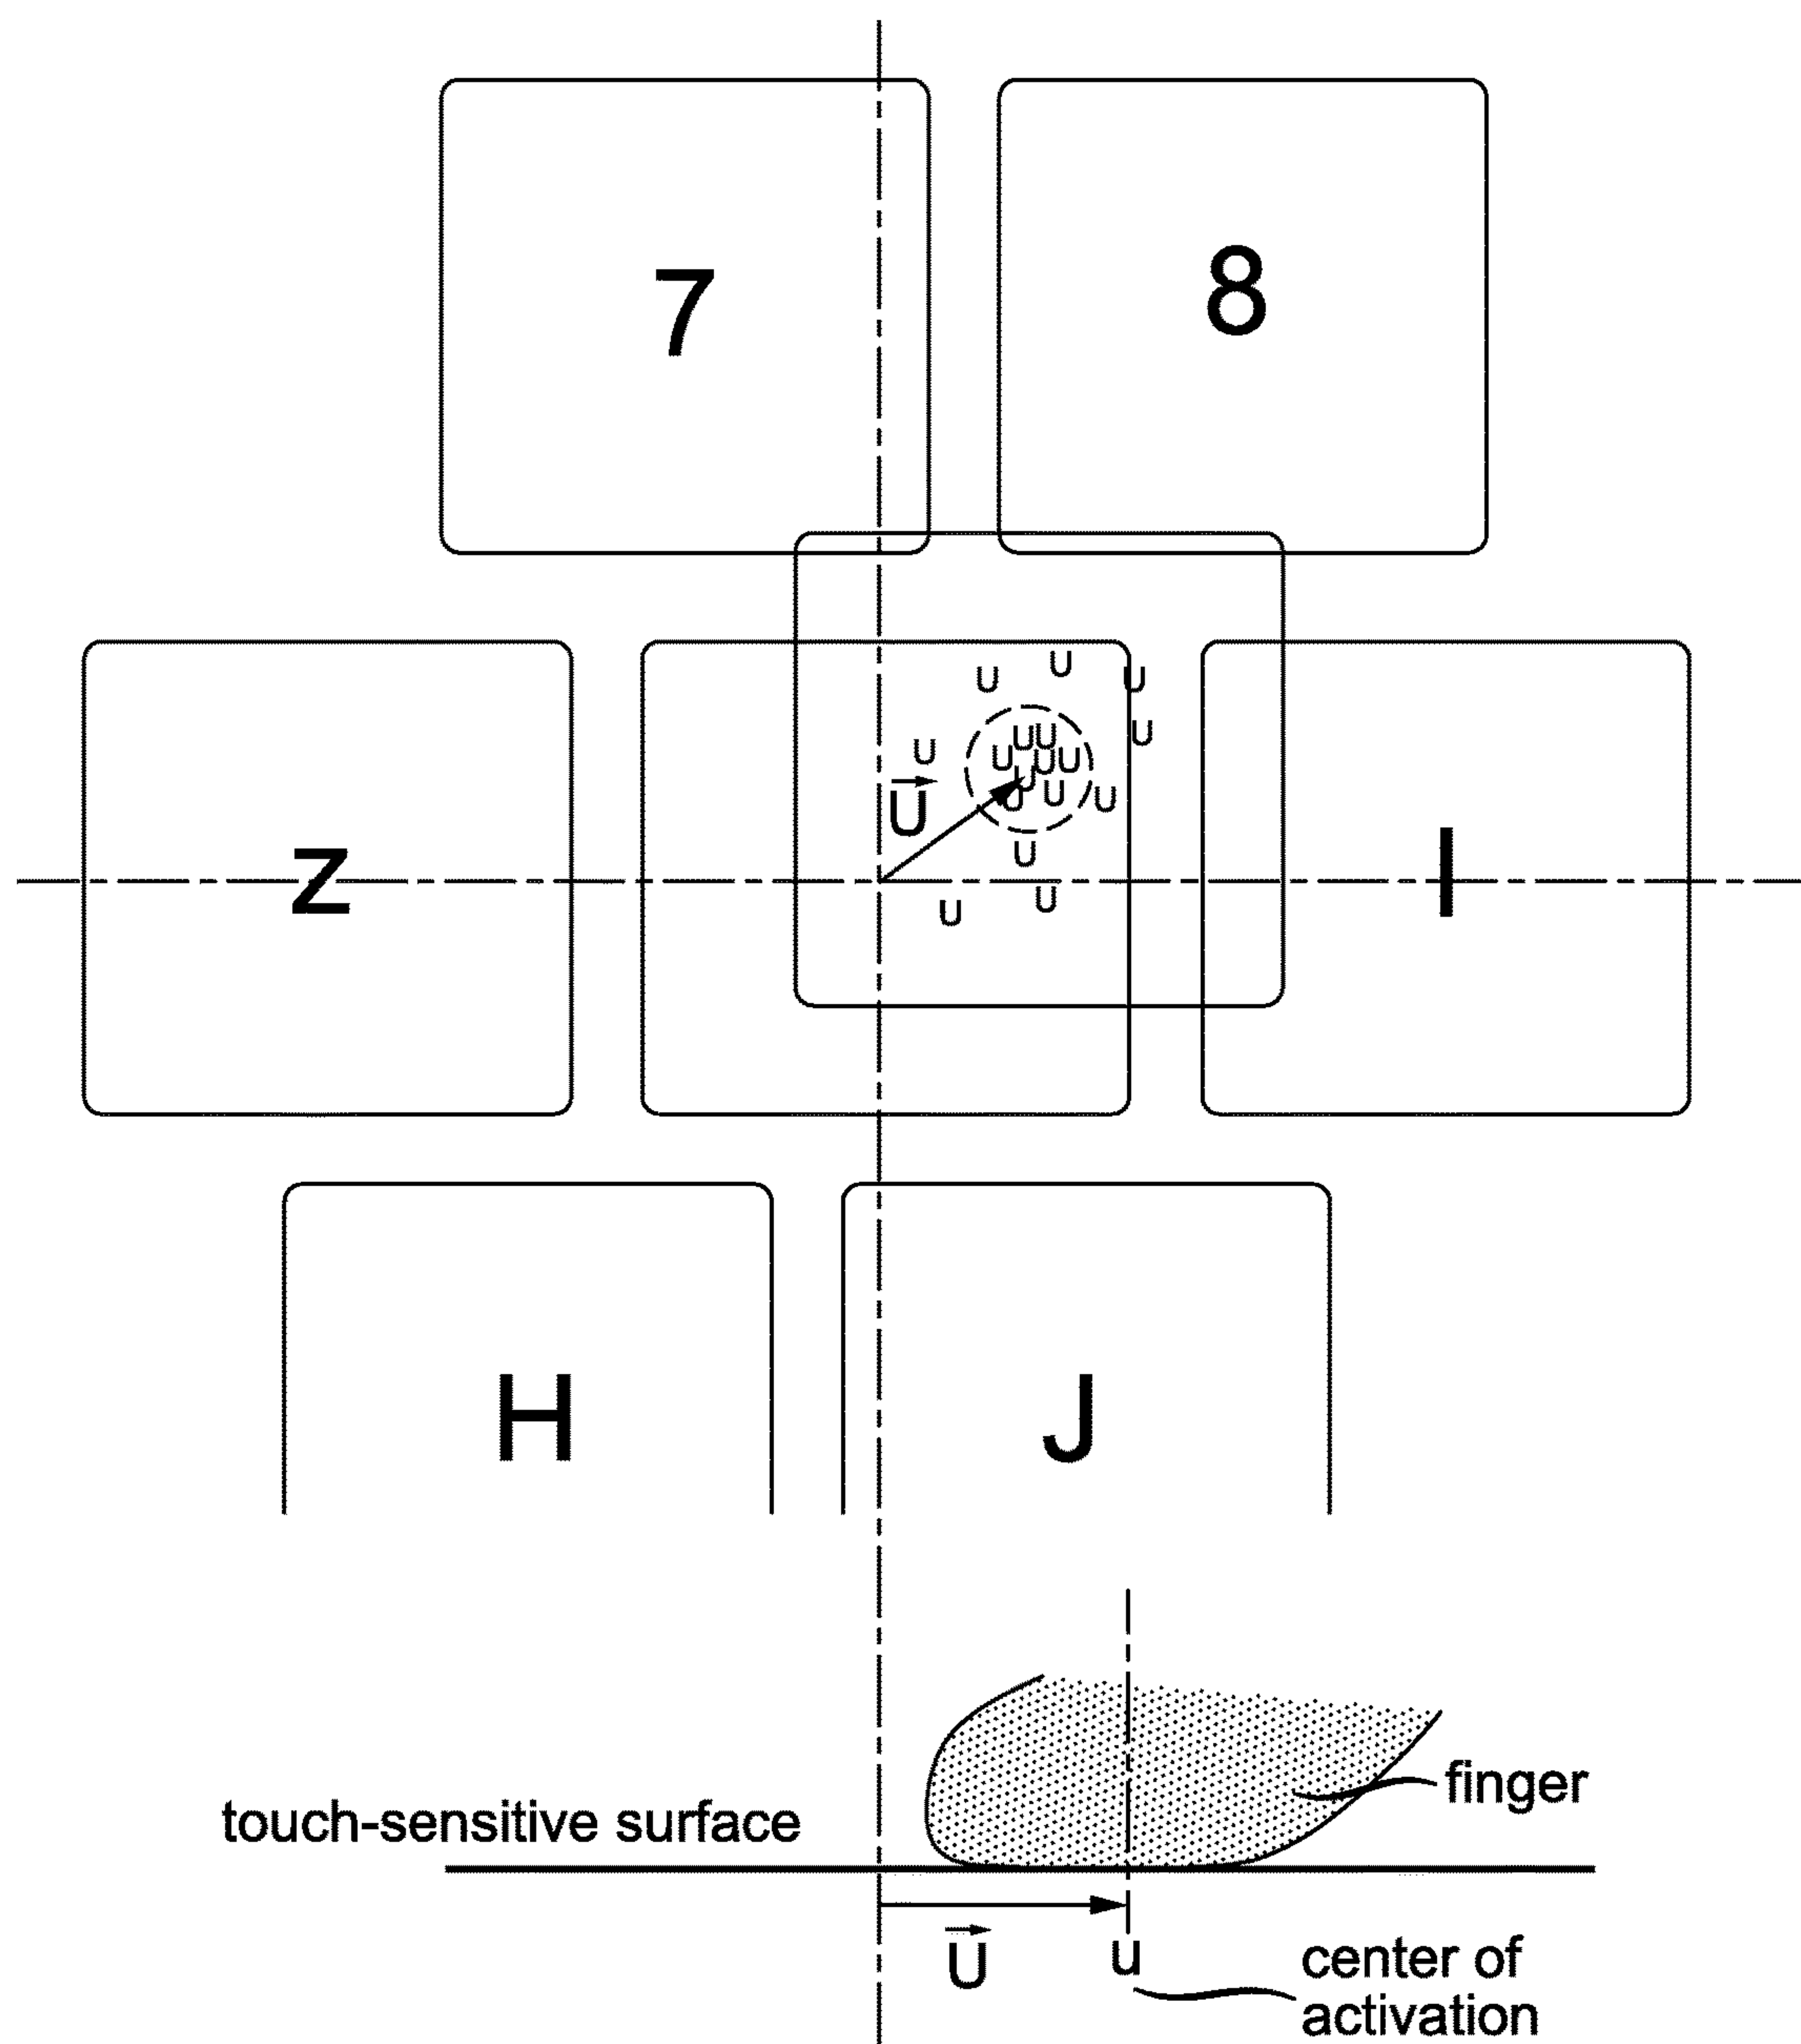 7 8
U U U
U U U
U U U U U
U
U⃗ U U U
U
z I
U U
H J
finger
touch-sensitive surface
U⃗ u
center of
activation